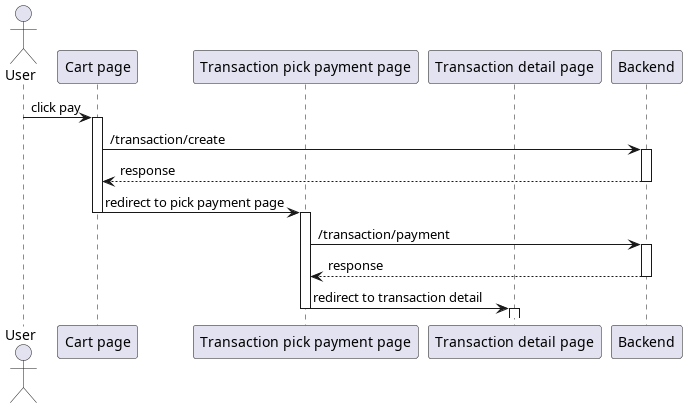 User
Cart page
Transaction pick payment page
Transaction detail page
Backend
click pay
/transaction/create
response
redirect to pick payment page
/transaction/payment
response
redirect to transaction detail
User
Cart page
Transaction pick payment page
Transaction detail page
Backend